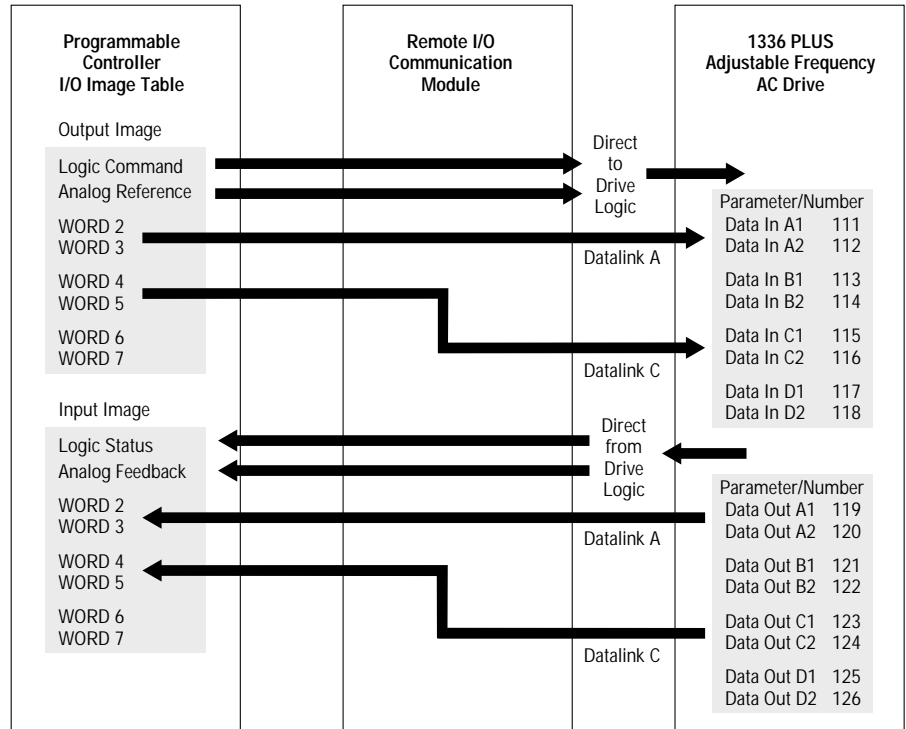 Programmable
Controller
I/O Image Table
Remote I/O
Communication
Module
1336 PLUS
Adjustable Frequency
AC Drive
Output Image
Logic Command
Analog Reference
WORD 2
WORD 3
WORD 4
WORD 5
WORD 6
WORD 7
Direct
to
Drive
Logic
Datalink A
Datalink C
Parameter/Number
Data In A1 111
Data In A2 112
Data In B1 113
Data In B2 114
Data In C1 115
Data In C2 116
Data In D1 117
Data In D2 118
Input Image
Logic Status
Analog Feedback
WORD 2
WORD 3
WORD 4
WORD 5
WORD 6
WORD 7
Direct
from
Drive
Logic
Datalink A
Datalink C
Parameter/Number
Data Out A1 119
Data Out A2 120
Data Out B1 121
Data Out B2 122
Data Out C1 123
Data Out C2 124
Data Out D1 125
Data Out D2 126